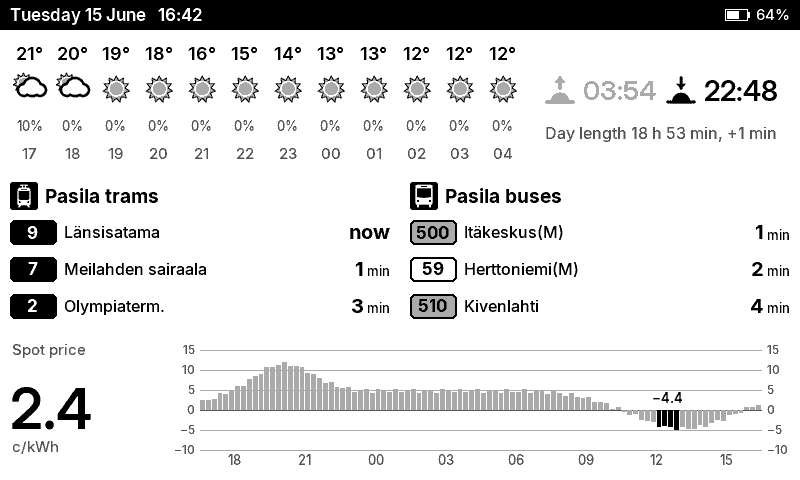 Tuesday 15 June 16:42 64%
21° 20° 19° 18° 16° 15° 14° 13° 13° 12° 12° 12°
03:54 22:48
10% 0% 0% 0% 0% 0% 0% 0% 0% 0% 0% 0%
Day length 18 h 53 min, +1 min
17 18 19 20 21 22 23 00 01 02 03 04
Pasila trams
9 Länsisatama now
7 Meilahden sairaala 1 min
2 Olympiaterm. 3 min
Pasila buses
500 Itäkeskus(M) 1 min
59 Herttoniemi(M) 2 min
510 Kivenlahti 4 min
Spot price
2.4
c/kWh
15 15
10 10
5 5
−4.4
0 0
−5 −5
−10 −10
18 21 00 03 06 09 12 15